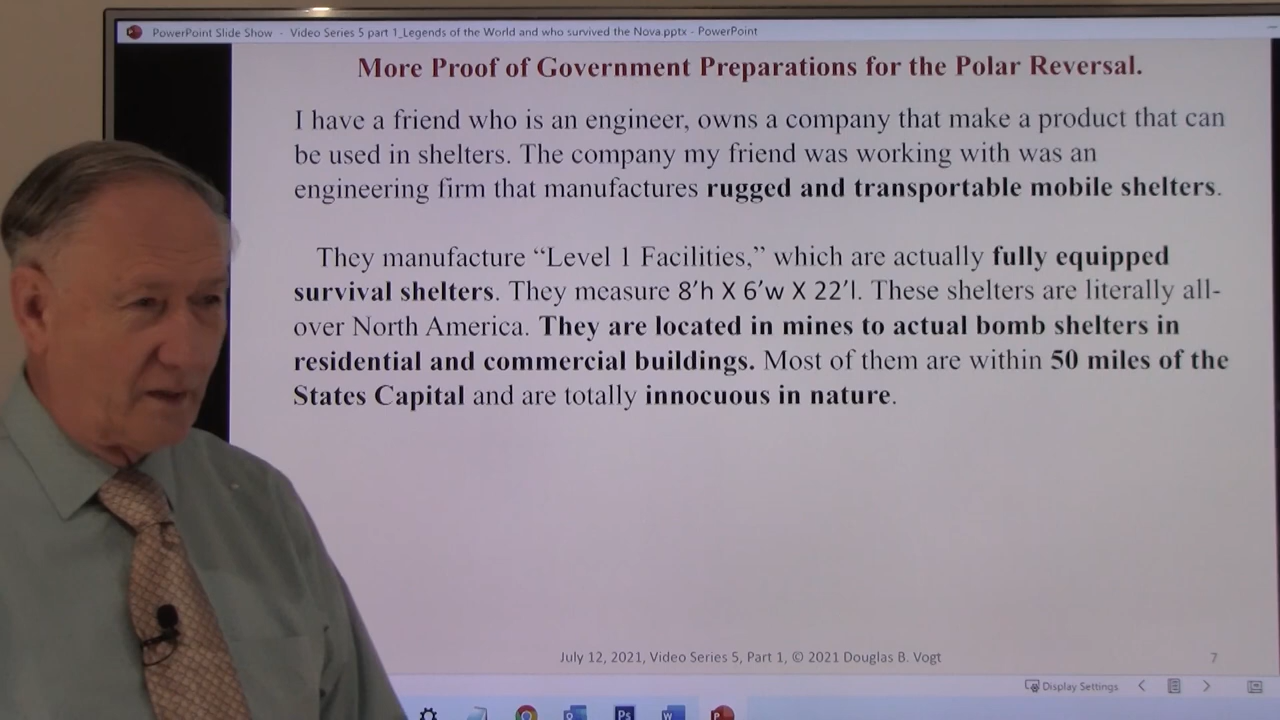 PowerPoint Slide Show - Video Series 5 part 1_Legends of the World and who survived the Nova.pptx - PowerPoint
More Proof of Government Preparations for the Polar Reversal.
I have a friend who is an engineer, owns a company that make a product that can
be used in shelters. The company my friend was working with was an
engineering firm that manufactures rugged and transportable mobile shelters.
They manufacture “Level 1 Facilities,” which are actually fully equipped
survival shelters. They measure 8′h X 6′w X 22′l. These shelters are literally all-
over North America. They are located in mines to actual bomb shelters in
residential and commercial buildings. Most of them are within 50 miles of the
States Capital and are totally innocuous in nature.
July 12, 2021, Video Series 5, Part 1, © 2021 Douglas B. Vogt
7
Display Settings
Ps